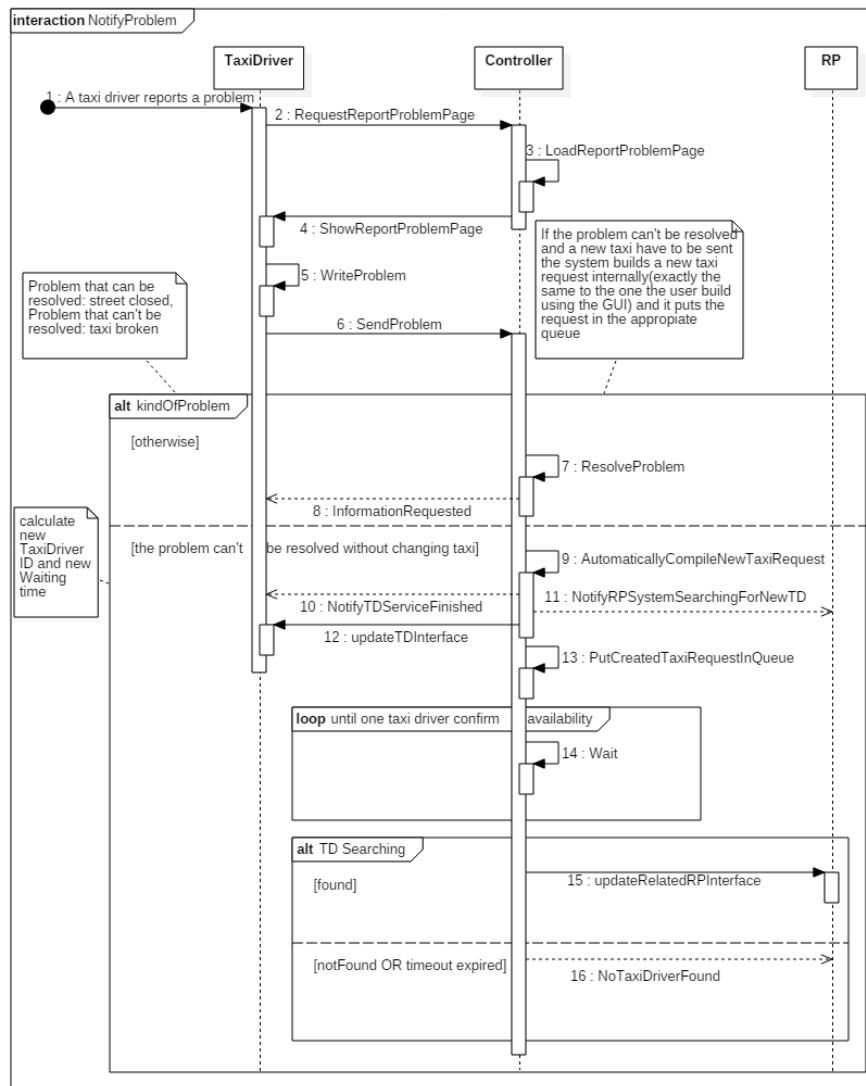 interaction NotifyProblem
TaxiDriver
Controller
RP
1 : A taxi driver reports a problem
2 : RequestReportProblemPage
3 : LoadReportProblemPage
4 : ShowReportProblemPage
If the problem can't be resolved
and a new taxi have to be sent
the system builds a new taxi
request internally(exactly the
same to the one the user build
using the GUI) and it puts the
request in the appropiate
queue
5 : WriteProblem
Problem that can be
resolved: street closed,
Problem that can't be
resolved: taxi broken
6 : SendProblem
alt kindOfProblem
[otherwise]
7 : ResolveProblem
8 : InformationRequested
calculate
new
TaxiDriver
ID and new
Waiting
time
[the problem can't be resolved without changing taxi]
9 : AutomaticallyCompileNewTaxiRequest
10 : NotifyTDServiceFinished
11 : NotifyRPSystemSearchingForNewTD
12 : updateTDInterface
13 : PutCreatedTaxiRequestInQueue
loop until one taxi driver confirm availability
14 : Wait
alt TD Searching
15 : updateRelatedRPInterface
[found]
[notFound OR timeout expired]
16 : NoTaxiDriverFound